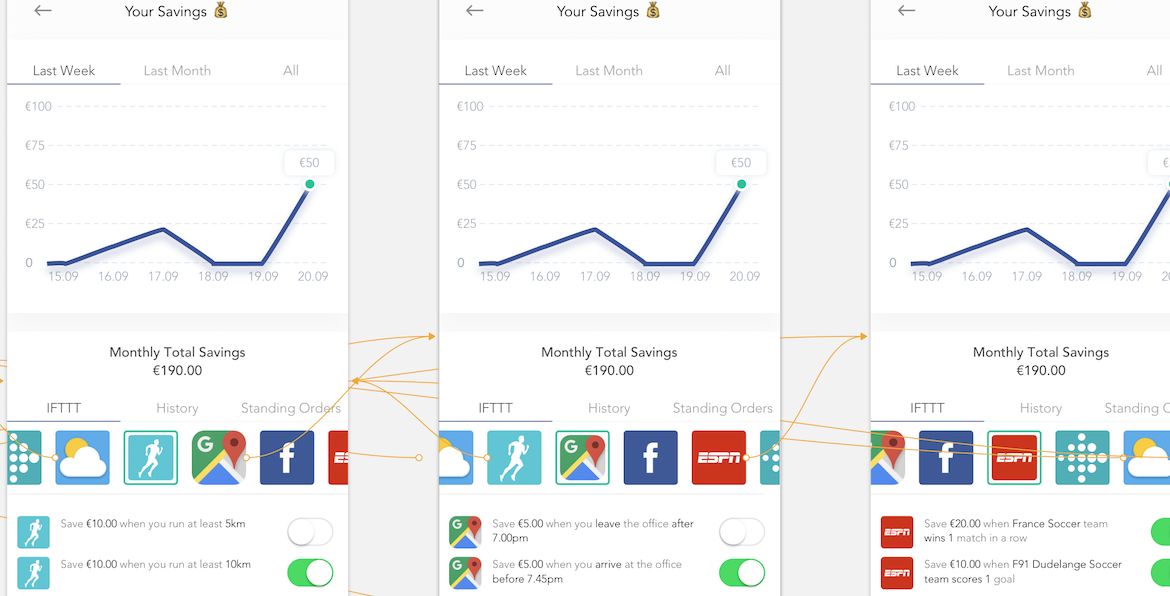 Your Savings 💰
Last Week Last Month All
€100
€75
€50
€50
€25
0
15.09 16.09 17.09 18.09 19.09 20.09
Monthly Total Savings
€190.00
IFTTT History Standing Orders
G f ES
Save €10.00 when you run at least 5km
Save €10.00 when you run at least 10km
Your Savings 💰
Last Week Last Month All
€100
€75
€50
€50
€25
0
15.09 16.09 17.09 18.09 19.09 20.09
Monthly Total Savings
€190.00
IFTTT History Standing Orders
G f ESPN
G Save €5.00 when you leave the office after
7.00pm
G Save €5.00 when you arrive at the office
before 7.45pm
Your Savings 💰
Last Week Last Month All
€100
€75
€
€50
€25
0
15.09 16.09 17.09 18.09 19.09 20
Monthly Total Savings
€190.00
IFTTT History Standing O
f ESPN
ESPN Save €20.00 when France Soccer team
wins 1 match in a row
ESPN Save €10.00 when F91 Dudelange Soccer
team scores 1 goal